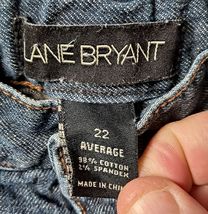 LANE BRYANT
22
AVERAGE
98% COTTON
2% SPANDEX
MADE IN CHINA